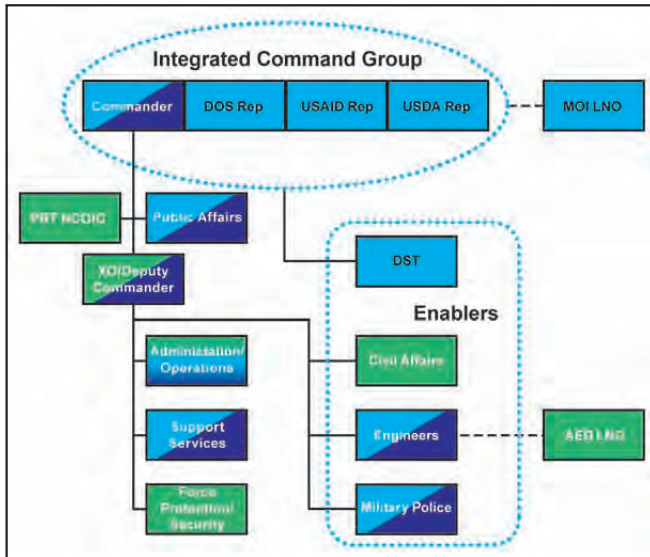 Integrated Command Group
Commander
DOS Rep
USAID Rep
USDA Rep
MOI LNO
PRT NCOIC
Public Affairs
XO/Deputy
Commander
DST
Enablers
Administation/
Operations
Civil Affairs
Support
Services
Engineers
AED LNO
Force
Protection/
Security
Military Police